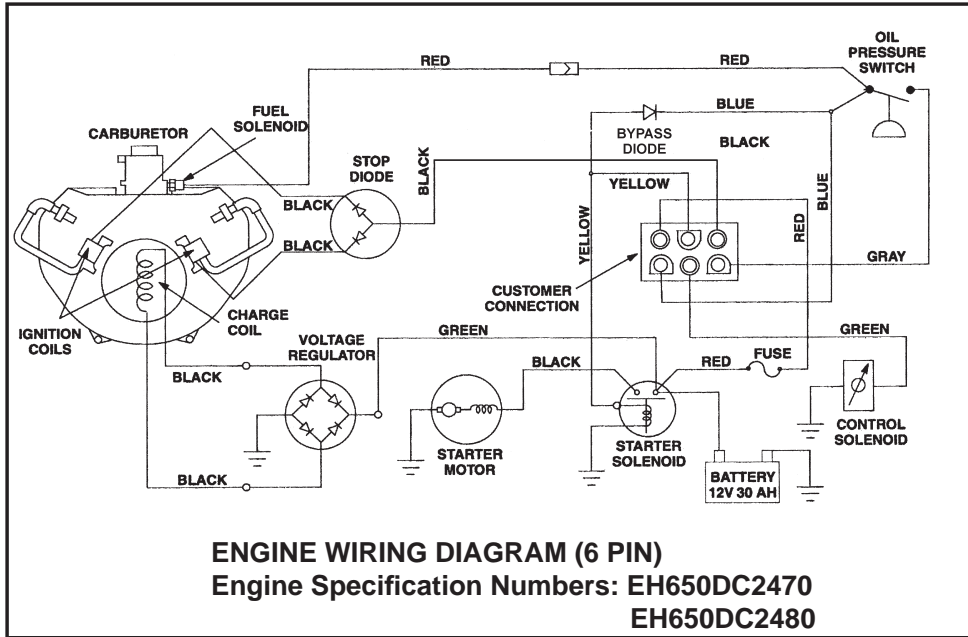 OIL
PRESSURE
SWITCH
RED
RED
FUEL
SOLENOID
BLUE
CARBURETOR
BYPASS
DIODE
BLACK
STOP
DIODE
BLACK
YELLOW
BLACK
BLUE
RED
YELLOW
BLACK
GRAY
CUSTOMER
CONNECTION
IGNITION
COILS
CHARGE
COIL
VOLTAGE
REGULATOR
GREEN
GREEN
BLACK
BLACK
RED
FUSE
CONTROL
SOLENOID
STARTER
MOTOR
STARTER
SOLENOID
BLACK
BATTERY
12V 30 AH
ENGINE WIRING DIAGRAM (6 PIN)
Engine Specification Numbers: EH650DC2470
EH650DC2480